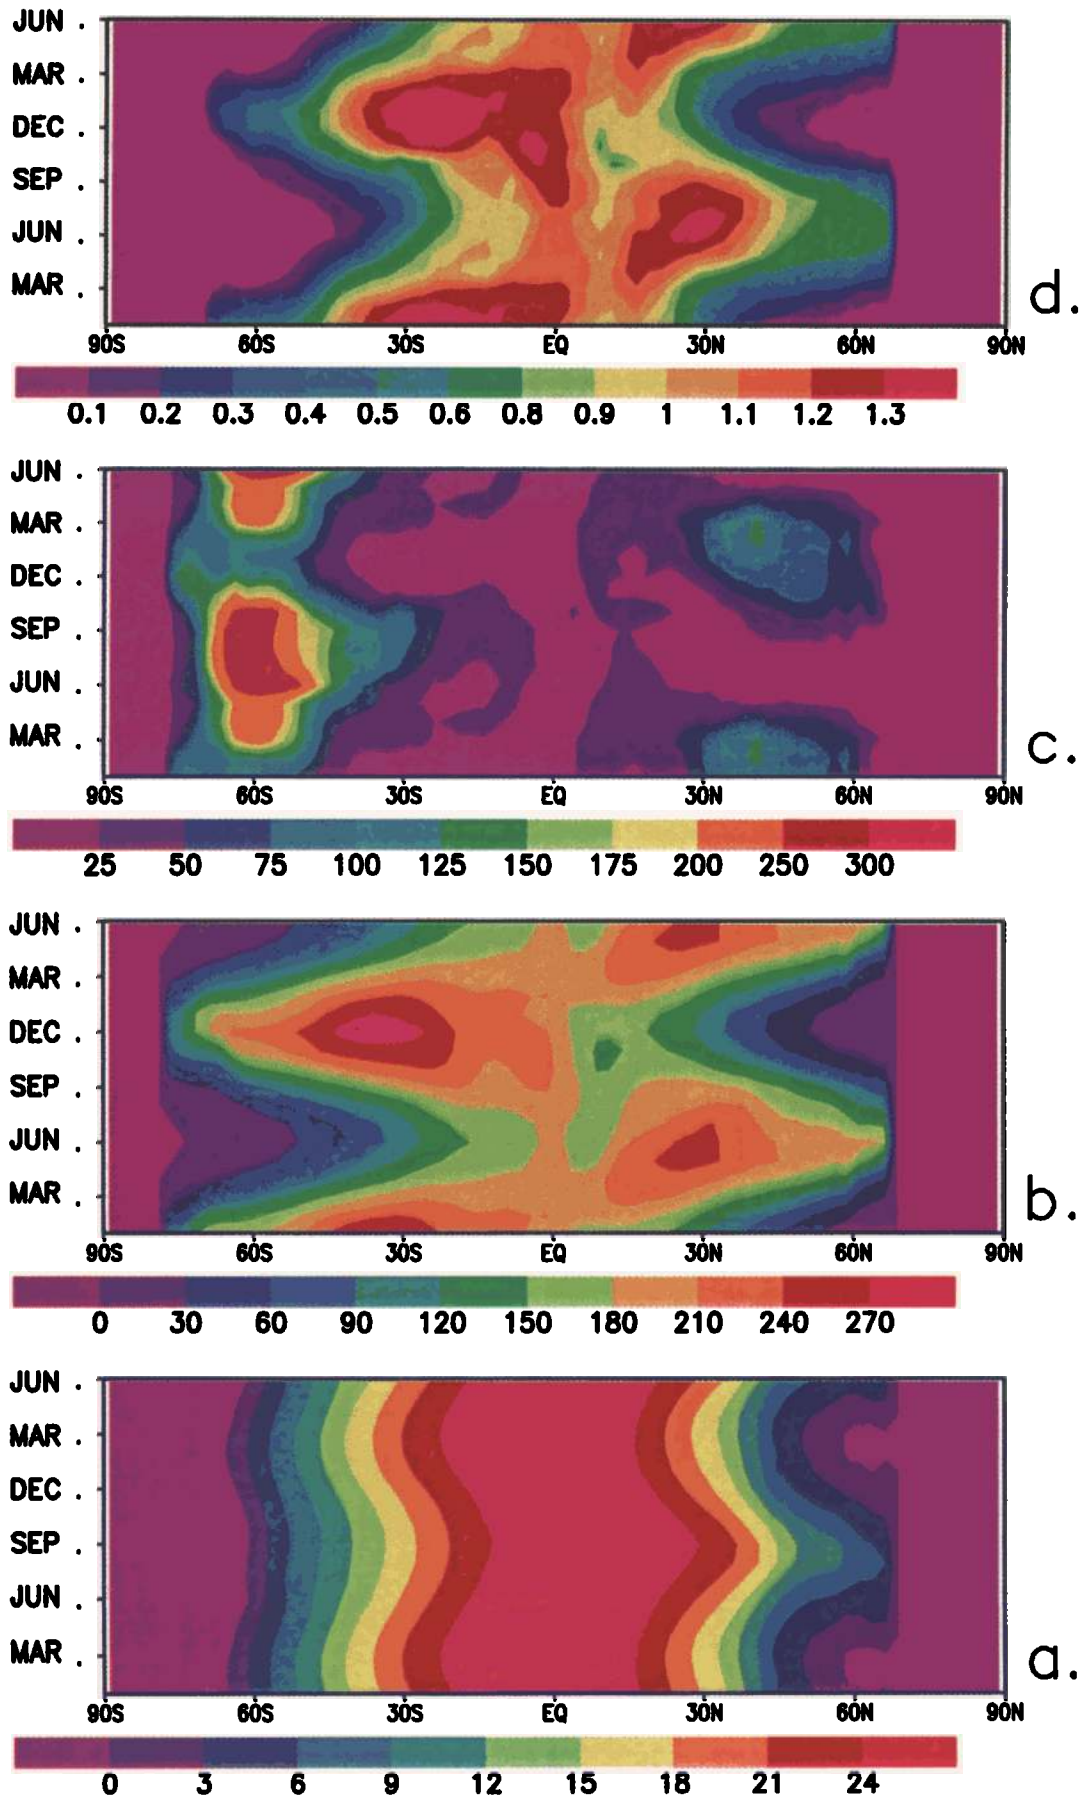 JUN .
MAR .
DEC .
SEP .
JUN .
MAR .
d.
90S 60S 30S EQ 30N 60N 90N
0.1 0.2 0.3 0.4 0.5 0.6 0.8 0.9 1 1.1 1.2 1.3
JUN .
MAR .
DEC .
SEP .
JUN .
MAR .
c.
90S 60S 30S EQ 30N 60N 90N
25 50 75 100 125 150 175 200 250 300
JUN .
MAR .
DEC .
SEP .
JUN .
MAR .
b.
90S 60S 30S EQ 30N 60N 90N
0 30 60 90 120 150 180 210 240 270
JUN .
MAR .
DEC .
SEP .
JUN .
MAR .
a.
90S 60S 30S EQ 30N 60N 90N
0 3 6 9 12 15 18 21 24